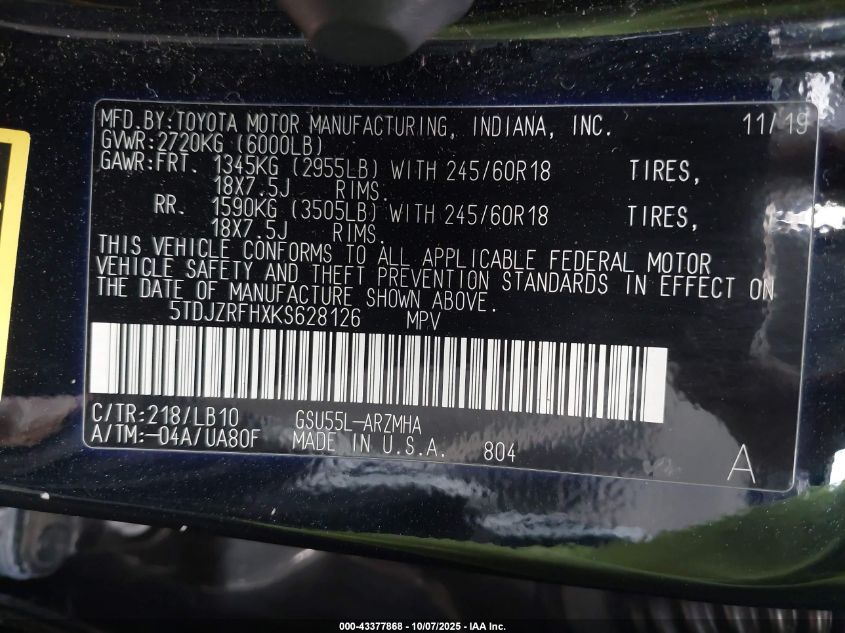 MFD.BY:TOYOTA MOTOR MANUFACTURING, INDIANA, INC. 11/19
GVWR:2720KG (6000LB)
GAWR:FRT. 1345KG (2955LB) WITH 245/60R18 TIRES,
18X7.5J RIMS.
RR. 1590KG (3505LB) WITH 245/60R18 TIRES,
18X7.5J RIMS.
THIS VEHICLE CONFORMS TO ALL APPLICABLE FEDERAL MOTOR
VEHICLE SAFETY AND THEFT PREVENTION STANDARDS IN EFFECT ON
THE DATE OF MANUFACTURE SHOWN ABOVE.
5TDJZRFHXKS628126 MPV
C/TR:218/LB10 GSU55L-ARZMHA
A/TM:-04A/UA80F MADE IN U.S.A. 804
A
000-43377868 - 10/07/2025 - IAA Inc.